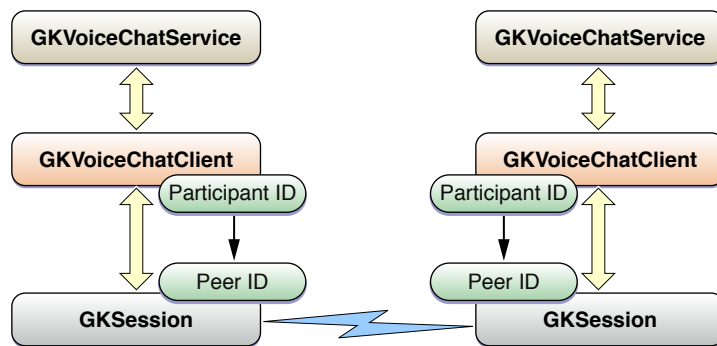 GKVoiceChatService
GKVoiceChatService
GKVoiceChatClient
GKVoiceChatClient
Participant ID
Participant ID
Peer ID
Peer ID
GKSession
GKSession